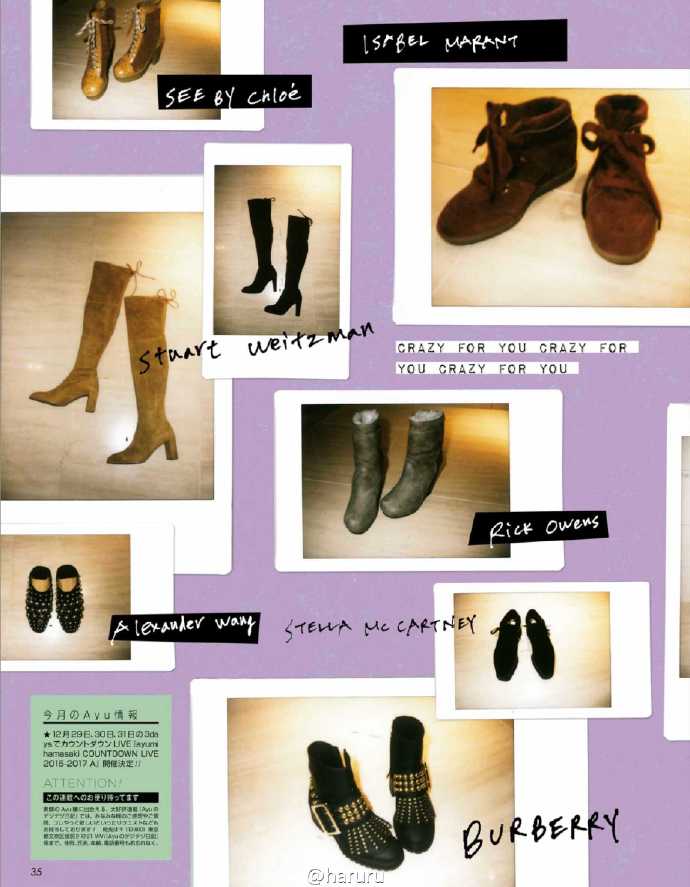 ISABEL MARANT
SEE BY Chloé
Stuart Weitzman
CRAZY FOR YOU CRAZY FOR
YOU CRAZY FOR YOU
Rick Owens
Alexander Wang
STELLA McCARTNEY
BURBERRY
今月のAyu情報
★12月29日、30日、31日の3da
ysでカウントダウンLIVE『ayumi
hamasaki COUNTDOWN LIVE
2016-2017 A』開催決定!!
ATTENTION!
この連載へのお便り待ってます
35
@haruru